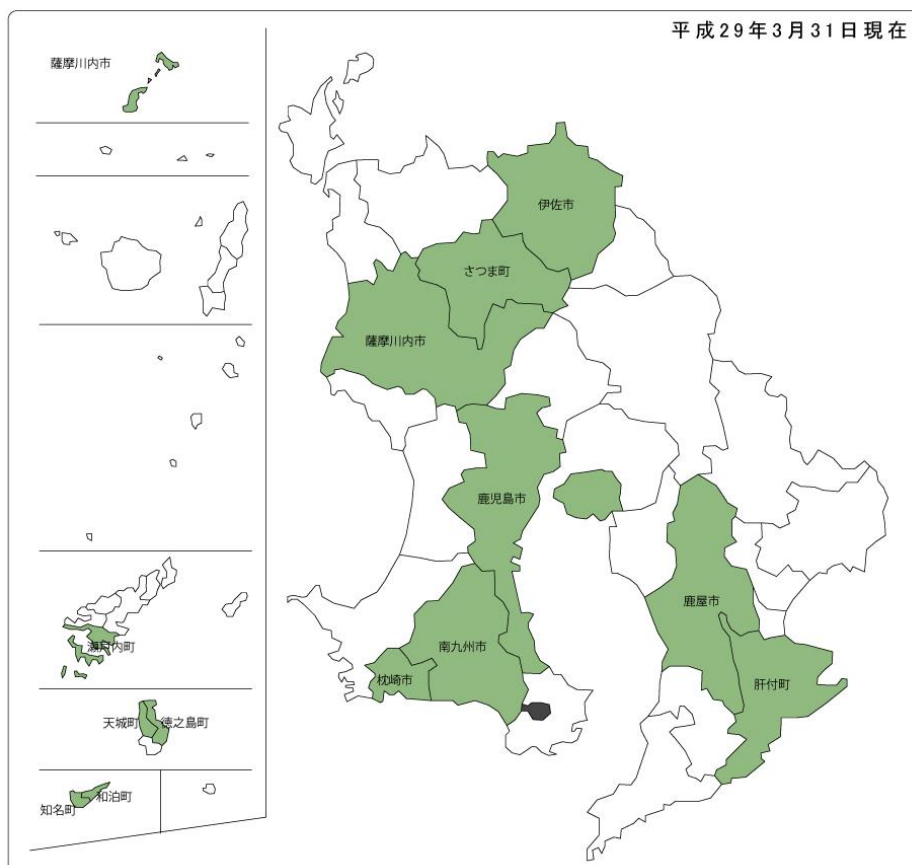 平成29年3月31日現在
薩摩川内市
伊佐市
さつま町
薩摩川内市
鹿児島市
鹿屋市
南九州市
枕崎市
肝付町
瀬戸内町
天城町
徳之島町
和泊町
知名町